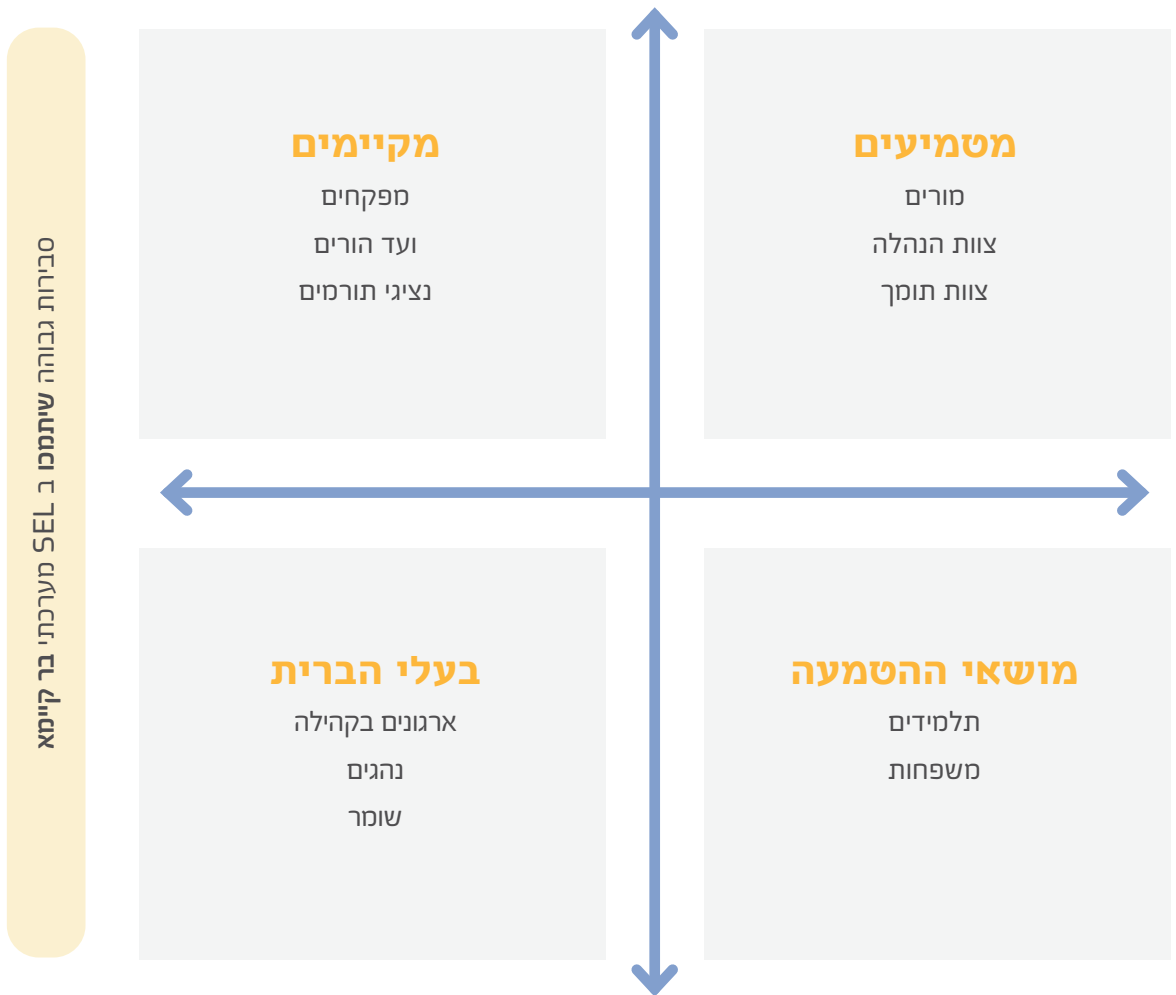 מטמיעים
מורים
צוות הנהלה
צוות תומך
מקיימים
מפקחים
ועד הורים
נציגי תורמים
מושאי ההטמעה
תלמידים
משפחות
בעלי הברית
ארגונים בקהילה
נהגים
שומר
סבירות גבוהה שיתמכו ב SEL מערכתי בר קיימא